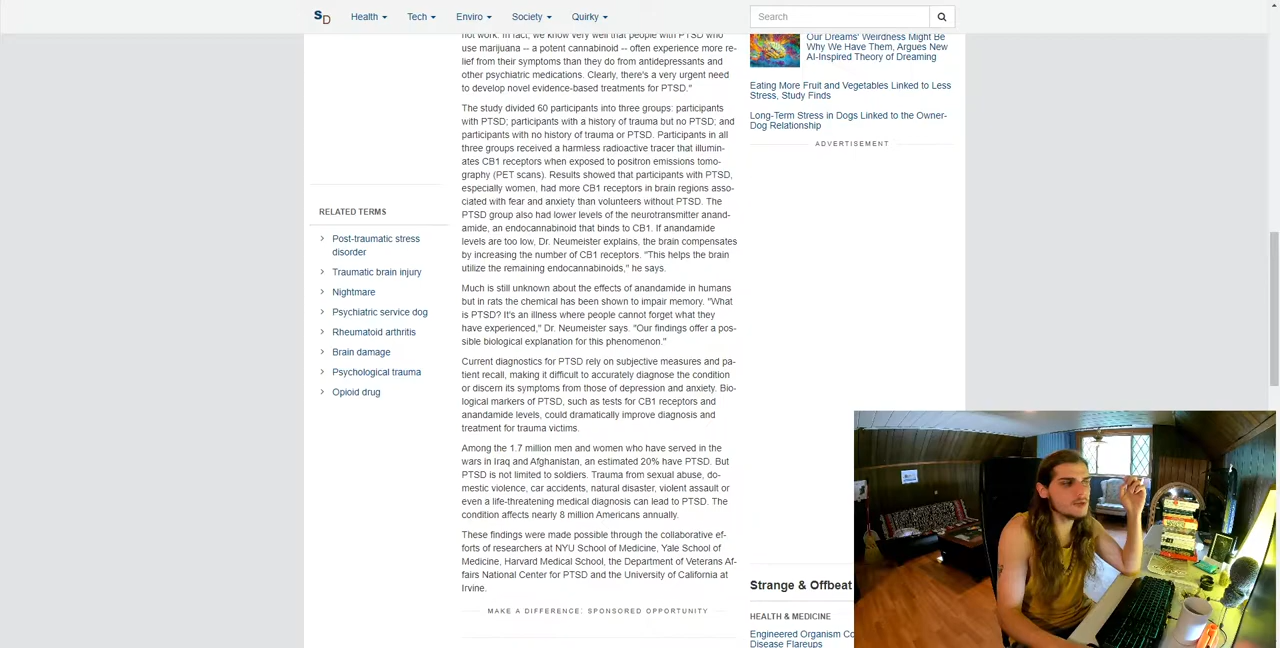 SD
Health
Tech
Enviro
Society
Quirky
Search
not work. In fact, we know very well that people with PTSD who
use marijuana -- a potent cannabinoid -- often experience more re-
lief from their symptoms than they do from antidepressants and
other psychiatric medications. Clearly, there's a very urgent need
to develop novel evidence-based treatments for PTSD."
The study divided 60 participants into three groups: participants
with PTSD; participants with a history of trauma but no PTSD; and
participants with no history of trauma or PTSD. Participants in all
three groups received a harmless radioactive tracer that illumin-
ates CB1 receptors when exposed to positron emissions tomo-
graphy (PET scans). Results showed that participants with PTSD,
especially women, had more CB1 receptors in brain regions asso-
ciated with fear and anxiety than volunteers without PTSD. The
PTSD group also had lower levels of the neurotransmitter anand-
amide, an endocannabinoid that binds to CB1. If anandamide
levels are too low, Dr. Neumeister explains, the brain compensates
by increasing the number of CB1 receptors. "This helps the brain
utilize the remaining endocannabinoids," he says.
Much is still unknown about the effects of anandamide in humans
but in rats the chemical has been shown to impair memory. "What
is PTSD? It's an illness where people cannot forget what they
have experienced," Dr. Neumeister says. "Our findings offer a pos-
sible biological explanation for this phenomenon."
Current diagnostics for PTSD rely on subjective measures and pa-
tient recall, making it difficult to accurately diagnose the condition
or discern its symptoms from those of depression and anxiety. Bio-
logical markers of PTSD, such as tests for CB1 receptors and
anandamide levels, could dramatically improve diagnosis and
treatment for trauma victims.
Among the 1.7 million men and women who have served in the
wars in Iraq and Afghanistan, an estimated 20% have PTSD. But
PTSD is not limited to soldiers. Trauma from sexual abuse, do-
mestic violence, car accidents, natural disaster, violent assault or
even a life-threatening medical diagnosis can lead to PTSD. The
condition affects nearly 8 million Americans annually.
These findings were made possible through the collaborative ef-
forts of researchers at NYU School of Medicine, Yale School of
Medicine, Harvard Medical School, the Department of Veterans Af-
fairs National Center for PTSD and the University of California at
Irvine.
MAKE A DIFFERENCE: SPONSORED OPPORTUNITY
RELATED TERMS
Post-traumatic stress
disorder
Traumatic brain injury
Nightmare
Psychiatric service dog
Rheumatoid arthritis
Brain damage
Psychological trauma
Opioid drug
Our Dreams' Weirdness Might Be
Why We Have Them, Argues New
AI-Inspired Theory of Dreaming
Eating More Fruit and Vegetables Linked to Less
Stress, Study Finds
Long-Term Stress in Dogs Linked to the Owner-
Dog Relationship
ADVERTISEMENT
Strange & Offbeat
HEALTH & MEDICINE
Engineered Organism Co
Disease Flareups